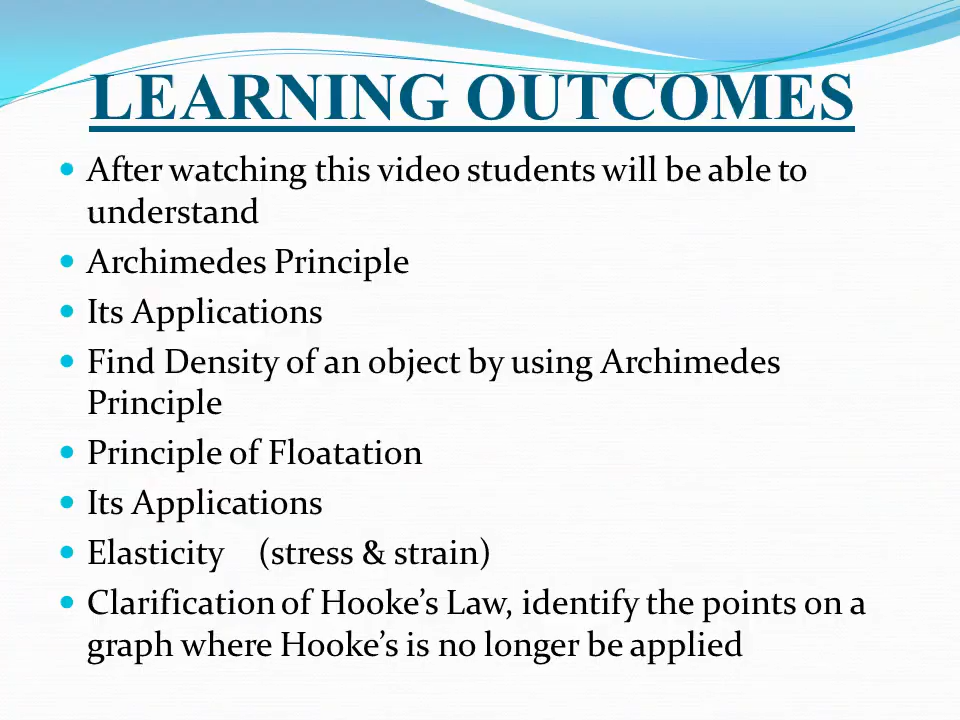 LEARNING OUTCOMES
After watching this video students will be able to
understand
Archimedes Principle
Its Applications
Find Density of an object by using Archimedes
Principle
Principle of Floatation
Its Applications
Elasticity (stress & strain)
Clarification of Hooke’s Law, identify the points on a
graph where Hooke’s is no longer be applied